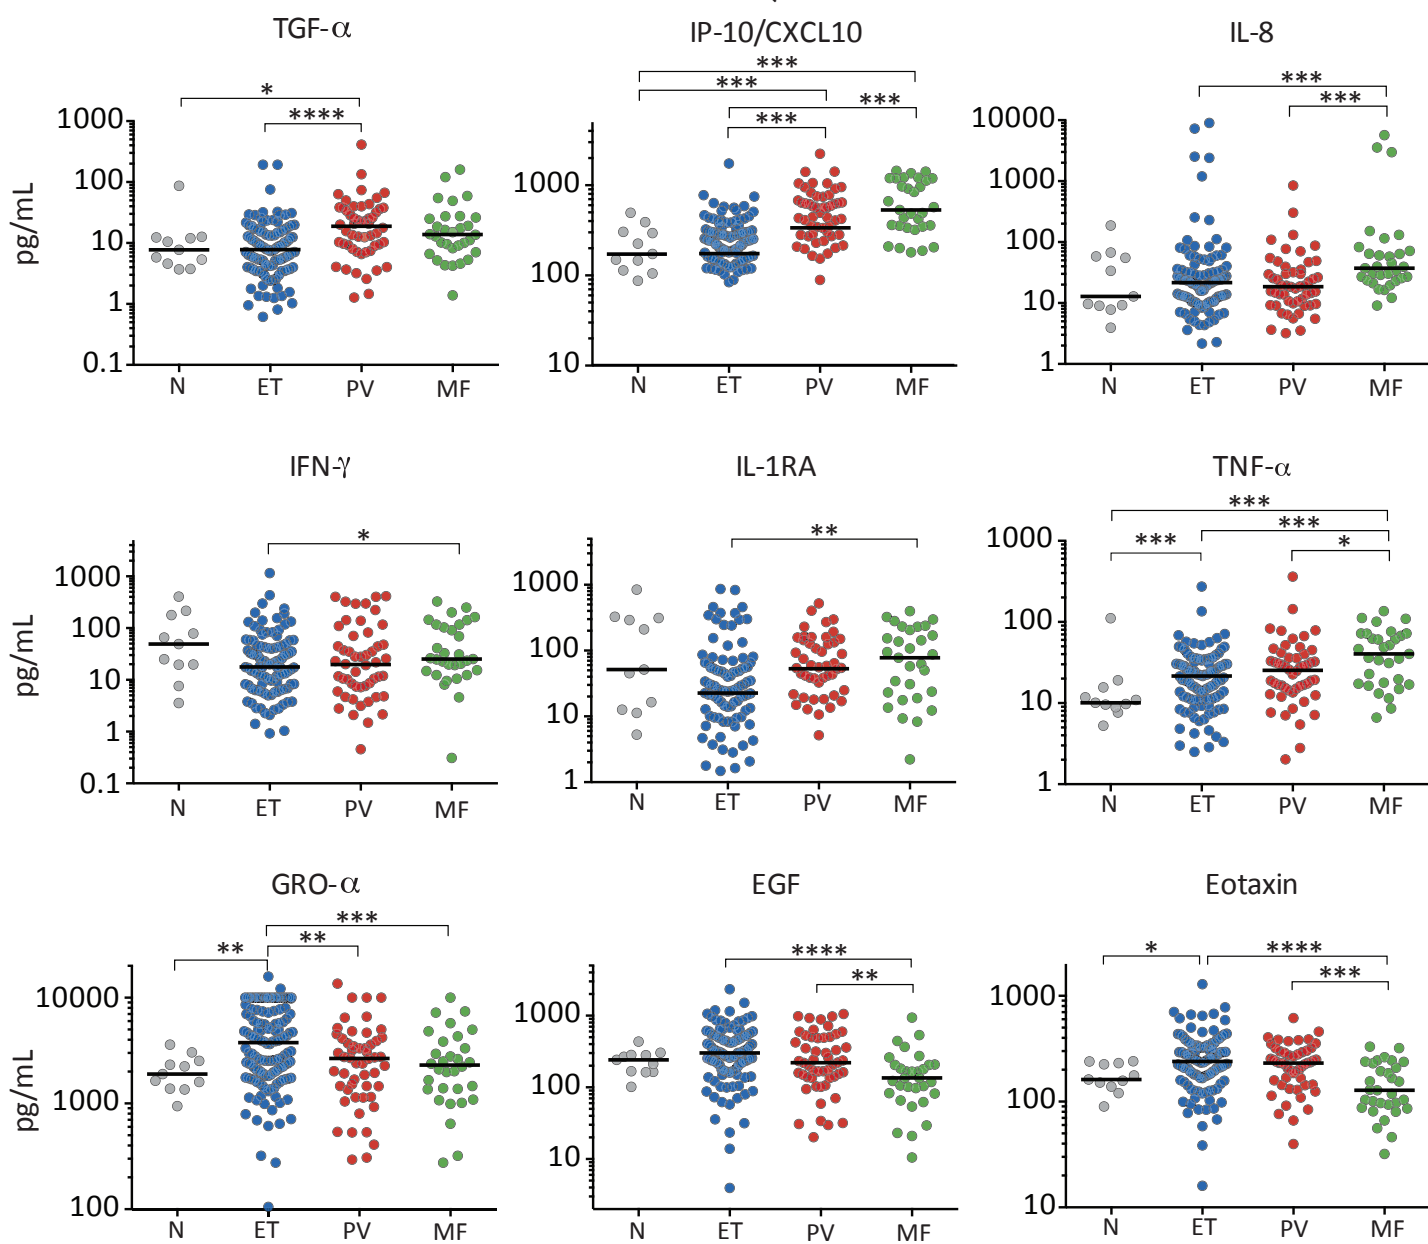 TGF-α
*
****
pg/mL
1000
100
10
1
0.1
N ET PV MF
IP-10/CXCL10
***
***
***
***
1000
100
10
N ET PV MF
IL-8
***
***
10000
1000
100
10
1
N ET PV MF
IFN-γ
*
pg/mL
1000
100
10
1
0.1
N ET PV MF
IL-1RA
**
1000
100
10
1
N ET PV MF
TNF-α
***
***
***
*
1000
100
10
1
N ET PV MF
GRO-α
***
**
**
pg/mL
10000
1000
100
N ET PV MF
EGF
****
**
1000
100
10
N ET PV MF
Eotaxin
*
****
***
1000
100
10
N ET PV MF